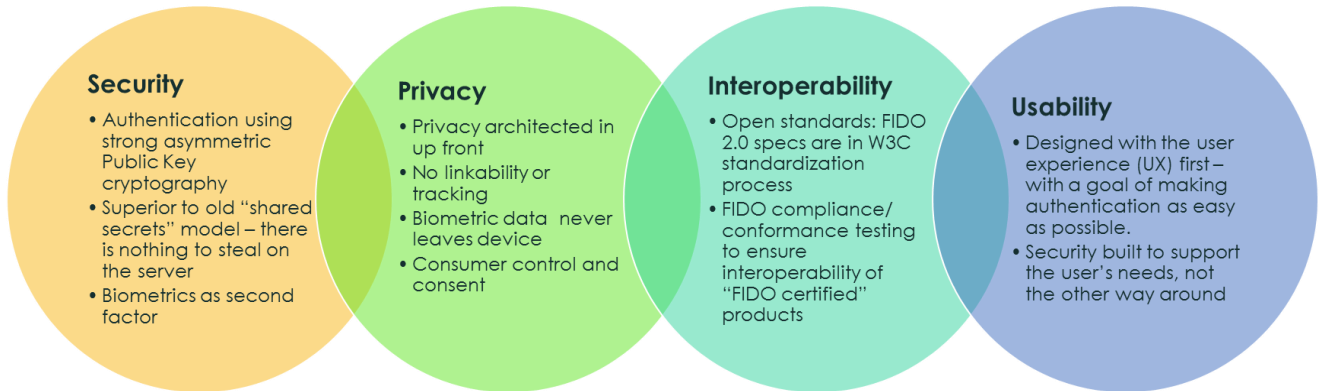 Security
• Authentication using
strong asymmetric
Public Key
cryptography
• Superior to old “shared
secrets” model – there
is nothing to steal on
the server
• Biometrics as second
factor
Privacy
• Privacy architected in
up front
• No linkability or
tracking
• Biometric data never
leaves device
• Consumer control and
consent
Interoperability
• Open standards: FIDO
2.0 specs are in W3C
standardization
process
• FIDO compliance/
conformance testing
to ensure
interoperability of
“FIDO certified”
products
Usability
• Designed with the user
experience (UX) first –
with a goal of making
authentication as easy
as possible.
• Security built to support
the user’s needs, not
the other way around